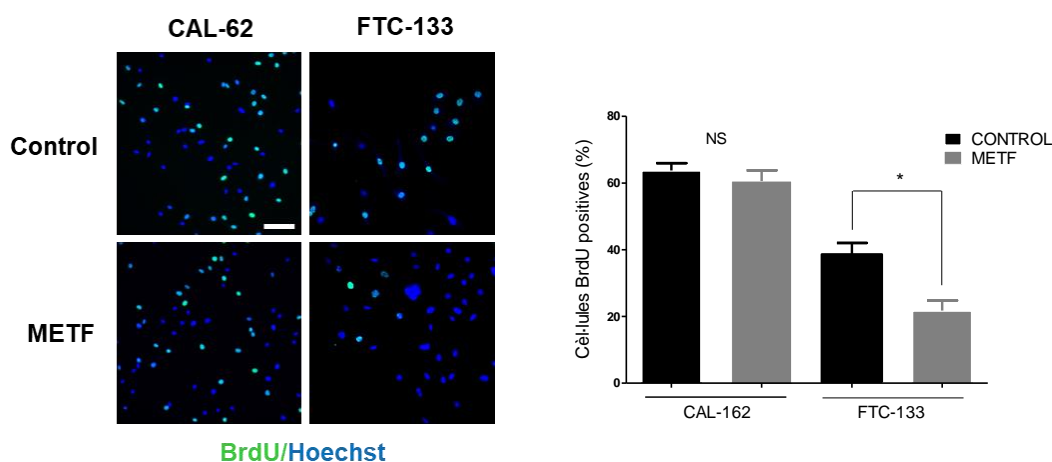 CAL-62 FTC-133
Control
METF
BrdU/Hoechst
Cèl·lules BrdU positives (%)
80
60
40
20
0
NS
*
CONTROL
METF
CAL-162 FTC-133